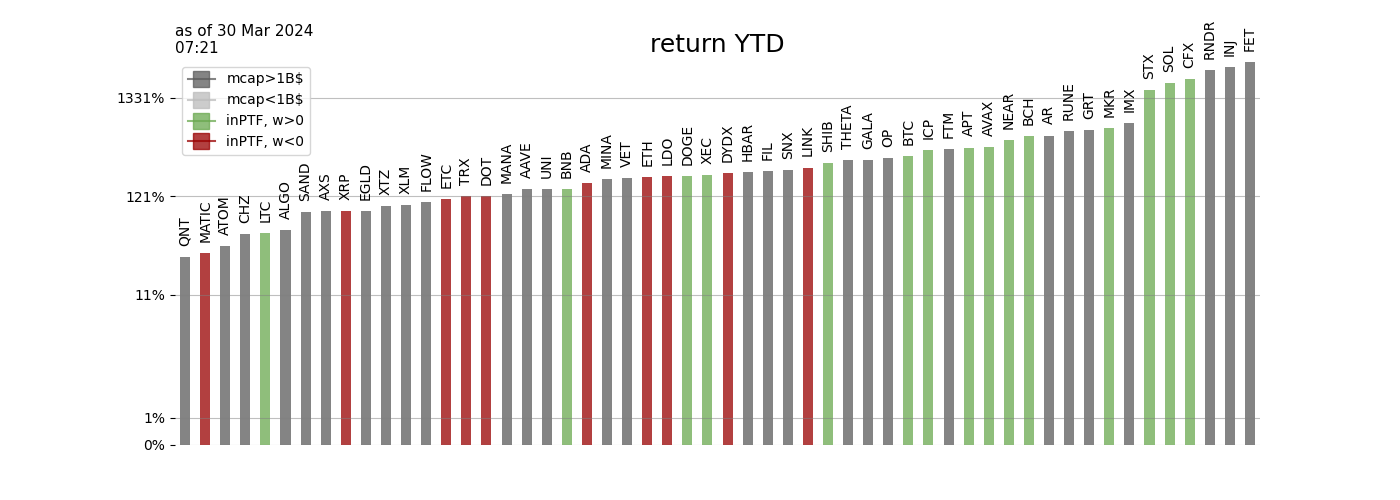 as of 30 Mar 2024
07:21
return YTD
mcap>1B$
mcap<1B$
inPTF, w>0
inPTF, w<0
1331%
121%
11%
1%
0%
QNT
MATIC
ATOM
CHZ
LTC
ALGO
SAND
AXS
XRP
EGLD
XTZ
XLM
FLOW
ETC
TRX
DOT
MANA
AAVE
UNI
BNB
ADA
MINA
VET
ETH
LDO
DOGE
XEC
DYDX
HBAR
FIL
SNX
LINK
SHIB
THETA
GALA
OP
BTC
ICP
FTM
APT
AVAX
NEAR
BCH
AR
RUNE
GRT
MKR
IMX
STX
SOL
CFX
RNDR
INJ
FET